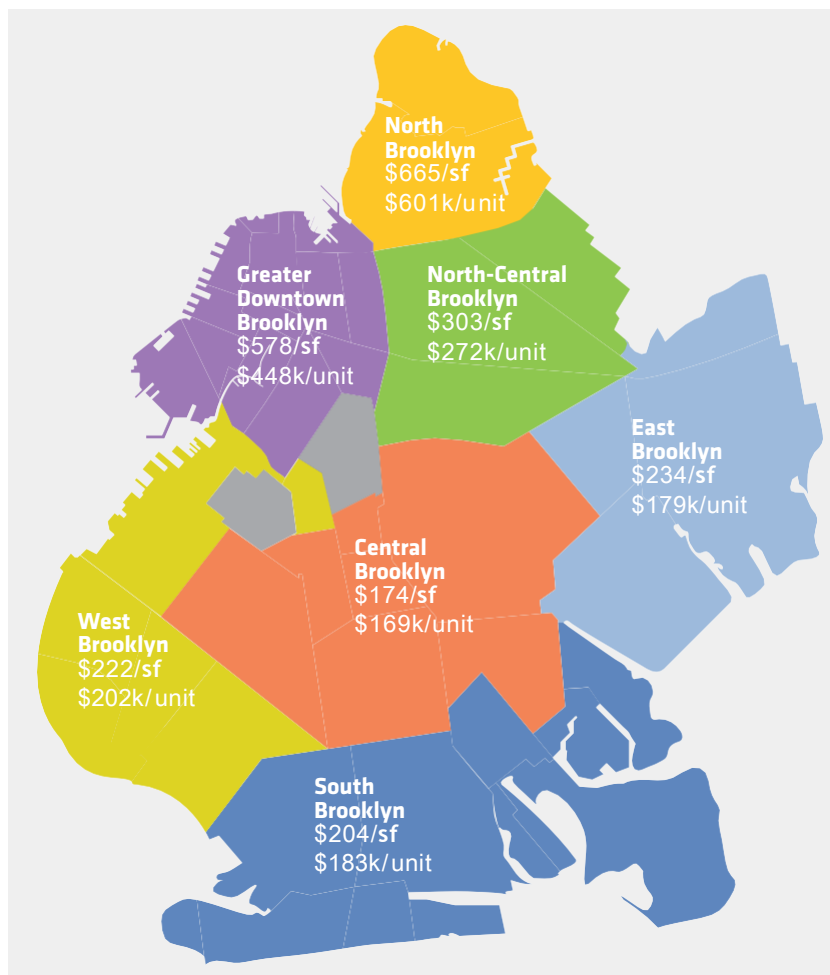 North
Brooklyn
$665/sf
$601k/unit
Greater
Downtown
Brooklyn
$578/sf
$448k/unit
North-Central
Brooklyn
$303/sf
$272k/unit
East
Brooklyn
$234/sf
$179k/unit
Central
Brooklyn
$174/sf
$169k/unit
West
Brooklyn
$222/sf
$202k/unit
South
Brooklyn
$204/sf
$183k/unit